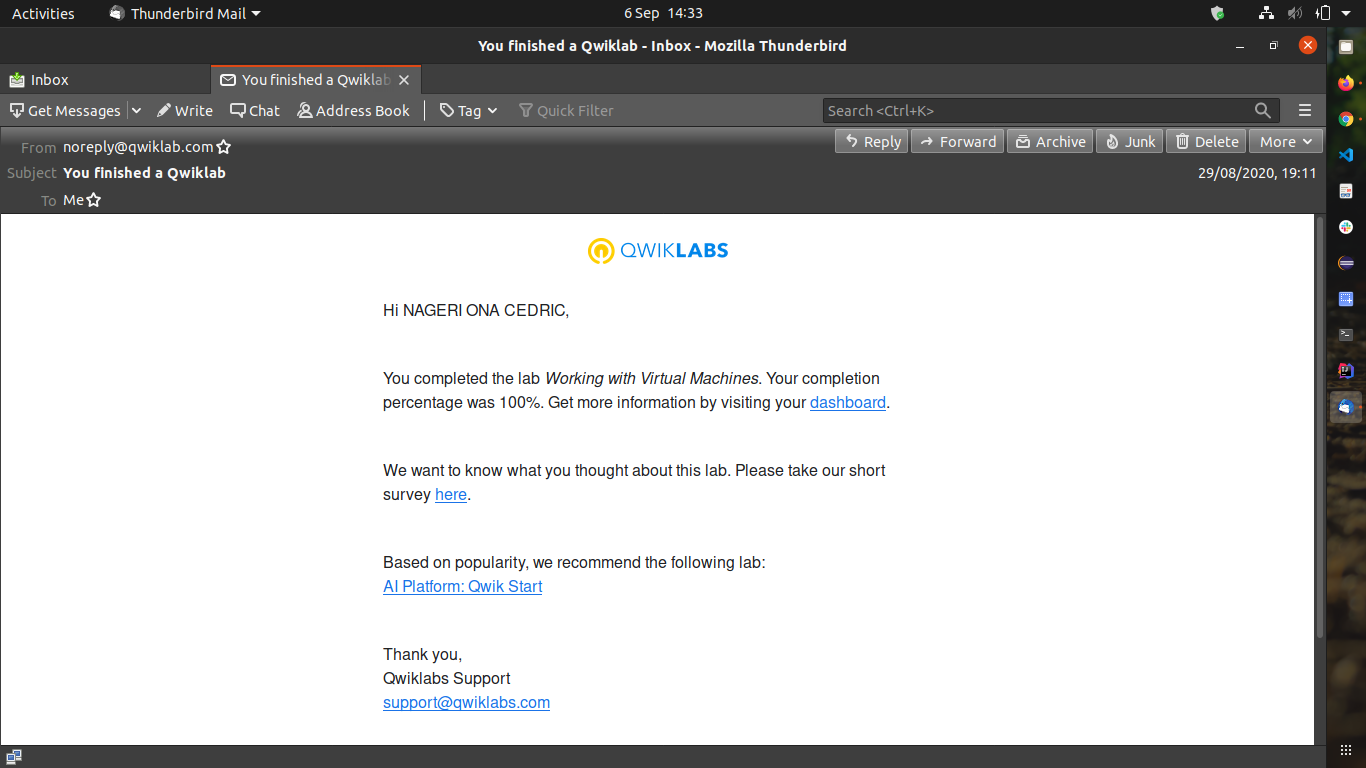 Activities Thunderbird Mail 6 Sep 14:33
You finished a Qwiklab - Inbox - Mozilla Thunderbird
Inbox You finished a Qwiklab
Get Messages Write Chat Address Book Tag Quick Filter Search <Ctrl+K>
From noreply@qwiklab.com Reply Forward Archive Junk Delete More
Subject You finished a Qwiklab 29/08/2020, 19:11
To Me
QWIKLABS
Hi NAGERI ONA CEDRIC,
You completed the lab Working with Virtual Machines. Your completion
percentage was 100%. Get more information by visiting your dashboard.
We want to know what you thought about this lab. Please take our short
survey here.
Based on popularity, we recommend the following lab:
AI Platform: Qwik Start
Thank you,
Qwiklabs Support
support@qwiklabs.com